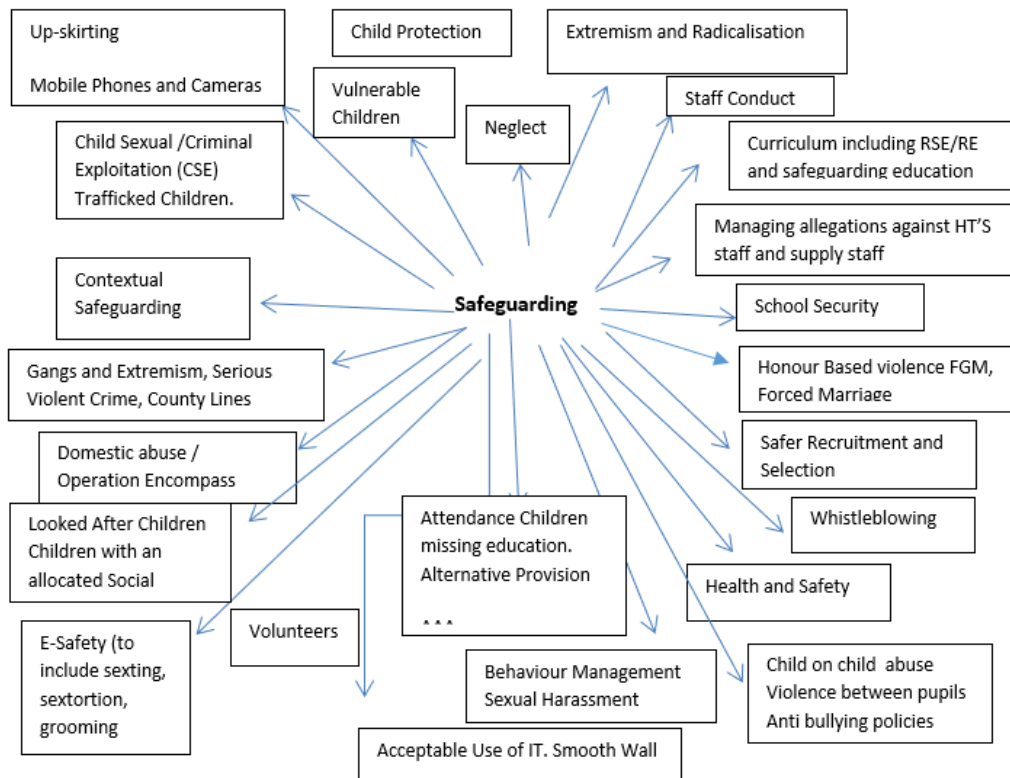 Up-skirting
Mobile Phones and Cameras
Child Protection
Extremism and Radicalisation
Vulnerable
Children
Neglect
Staff Conduct
Child Sexual /Criminal
Exploitation (CSE)
Trafficked Children.
Curriculum including RSE/RE
and safeguarding education
Managing allegations against HT'S
staff and supply staff
Contextual
Safeguarding
Safeguarding
School Security
Gangs and Extremism, Serious
Violent Crime, County Lines
Honour Based violence FGM,
Forced Marriage
Domestic abuse /
Operation Encompass
Safer Recruitment and
Selection
Looked After Children
Children with an
allocated Social
Attendance Children
missing education.
Alternative Provision
Whistleblowing
Health and Safety
Volunteers
E-Safety (to
include sexting,
sextortion,
grooming
Behaviour Management
Sexual Harassment
Child on child  abuse
Violence between pupils
Anti bullying policies
Acceptable Use of IT. Smooth Wall